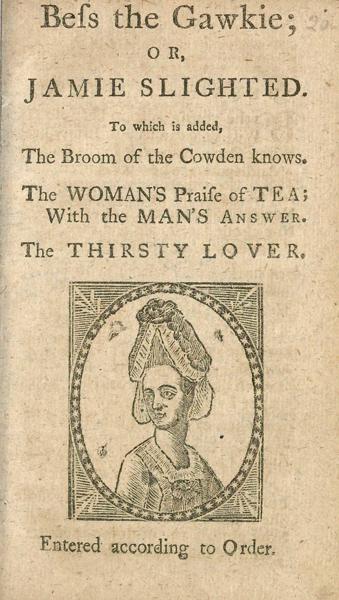 Beſs the Gawkie;
OR,
JAMIE SLIGHTED.
To which is added,
The Broom of the Cowden knows.
The WOMAN'S Praiſe of TEA;
With the MAN'S ANSWER.
The THIRSTY LOVER.
Entered according to Order.